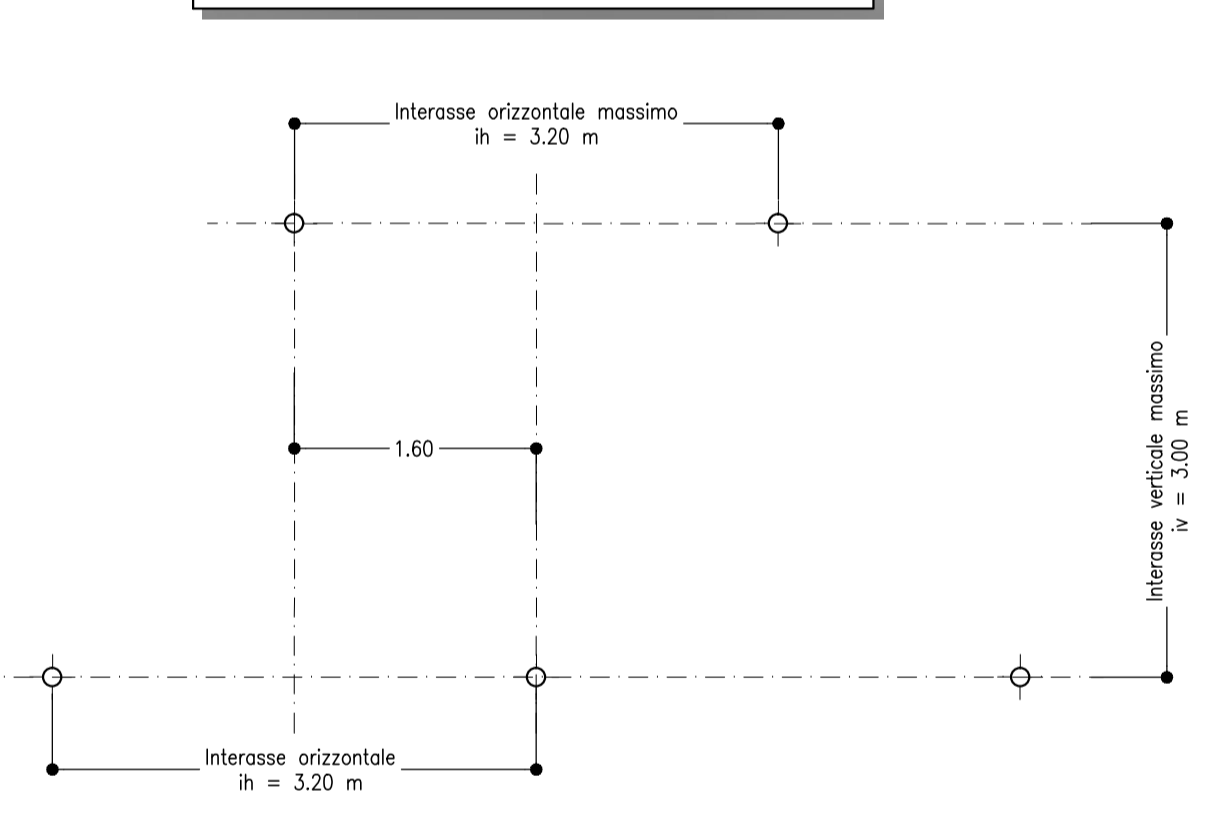 Interasse orizzontale massimo
ih = 3.20 m
1.60
Interasse verticale massimo
iv = 3.00 m
Interasse orizzontale
ih = 3.20 m